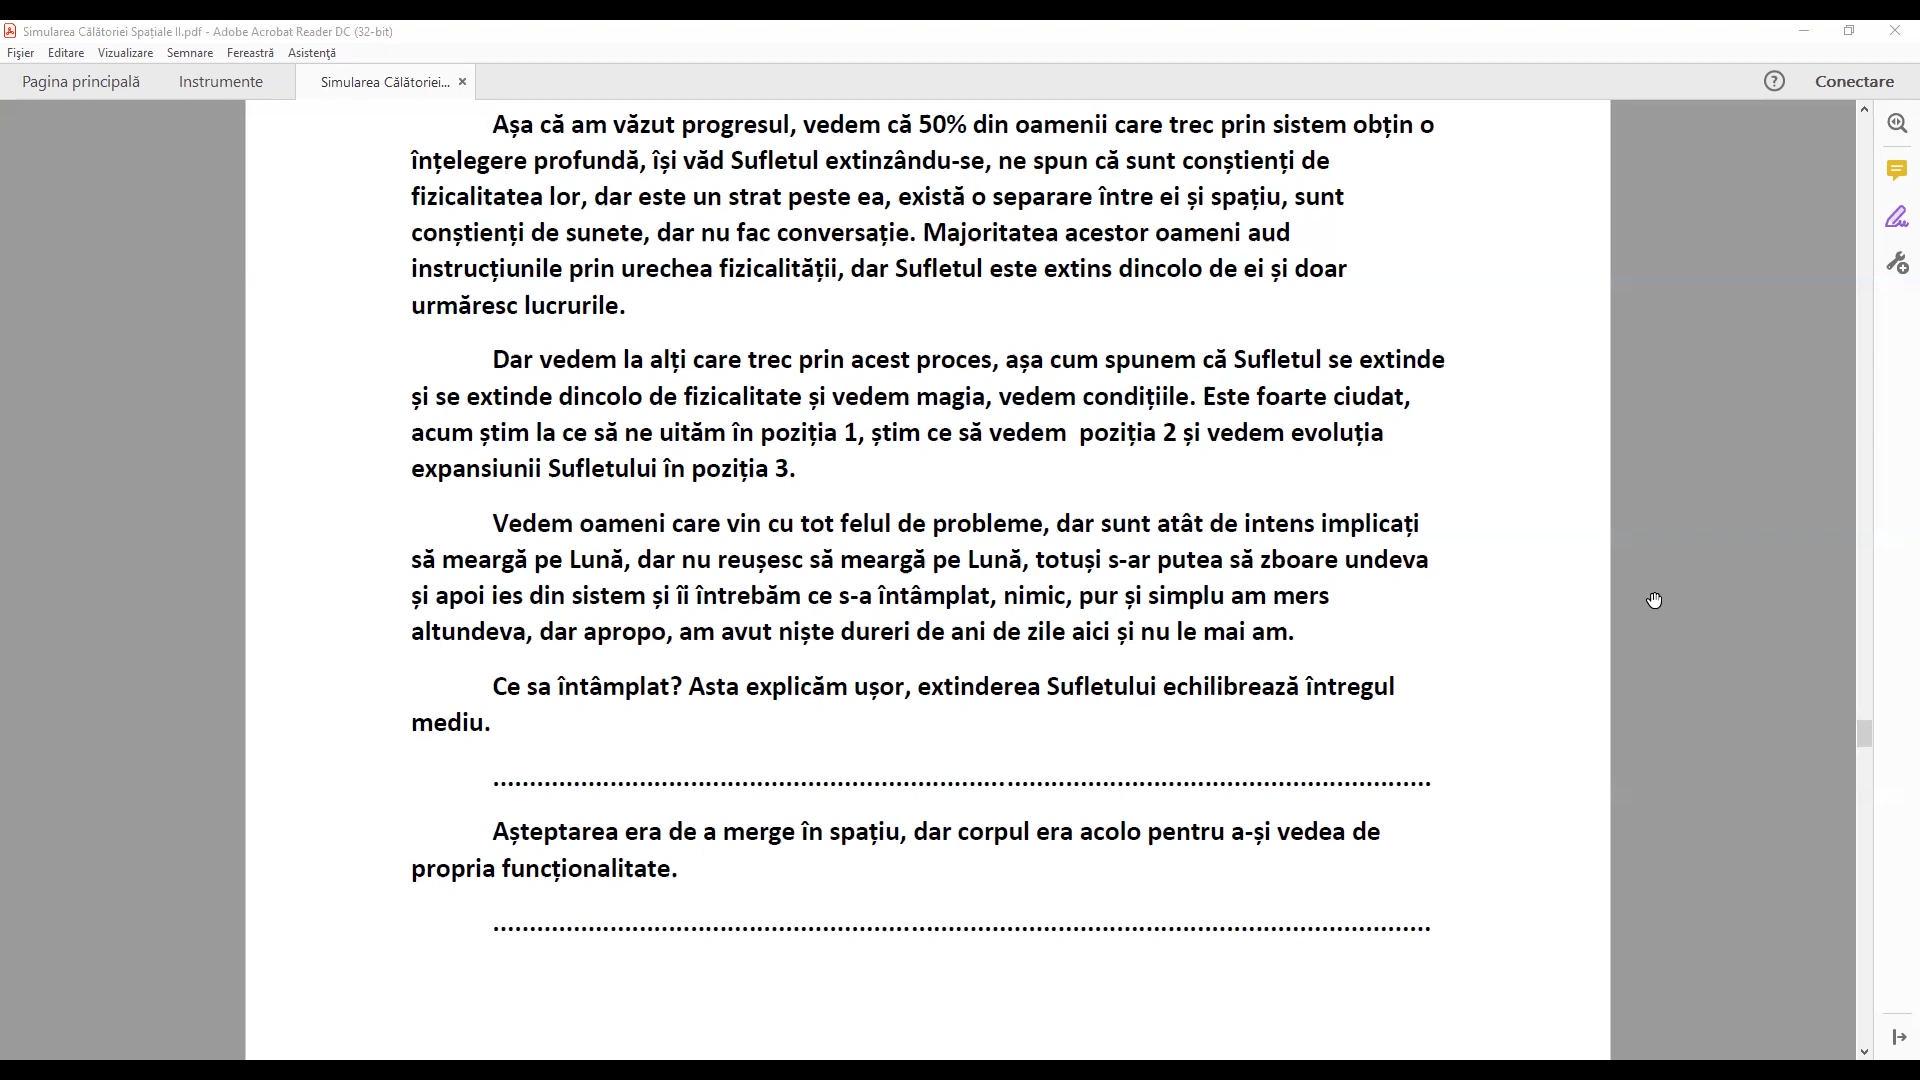 Simularea Călătoriei Spațiale II.pdf - Adobe Acrobat Reader DC (32-bit)
Fişier Editare Vizualizare Semnare Fereastră Asistenţă
Pagina principală Instrumente Simularea Călătoriei... × ? Conectare
Așa că am văzut progresul, vedem că 50% din oamenii care trec prin sistem obțin o
înțelegere profundă, își văd Sufletul extinzându-se, ne spun că sunt conștienți de
fizicalitatea lor, dar este un strat peste ea, există o separare între ei și spațiu, sunt
conștienți de sunete, dar nu fac conversație. Majoritatea acestor oameni aud
instrucțiunile prin urechea fizicalității, dar Sufletul este extins dincolo de ei și doar
urmăresc lucrurile.
Dar vedem la alți care trec prin acest proces, așa cum spunem că Sufletul se extinde
și se extinde dincolo de fizicalitate și vedem magia, vedem condițiile. Este foarte ciudat,
acum știm la ce să ne uităm în poziția 1, știm ce să vedem poziția 2 și vedem evoluția
expansiunii Sufletului în poziția 3.
Vedem oameni care vin cu tot felul de probleme, dar sunt atât de intens implicați
să meargă pe Lună, dar nu reușesc să meargă pe Lună, totuși s-ar putea să zboare undeva
și apoi ies din sistem și îi întrebăm ce s-a întâmplat, nimic, pur și simplu am mers
altundeva, dar apropo, am avut niște dureri de ani de zile aici și nu le mai am.
Ce sa întâmplat? Asta explicăm ușor, extinderea Sufletului echilibrează întregul
mediu.
................................................................................................................................
Așteptarea era de a merge în spațiu, dar corpul era acolo pentru a-și vedea de
propria funcționalitate.
................................................................................................................................